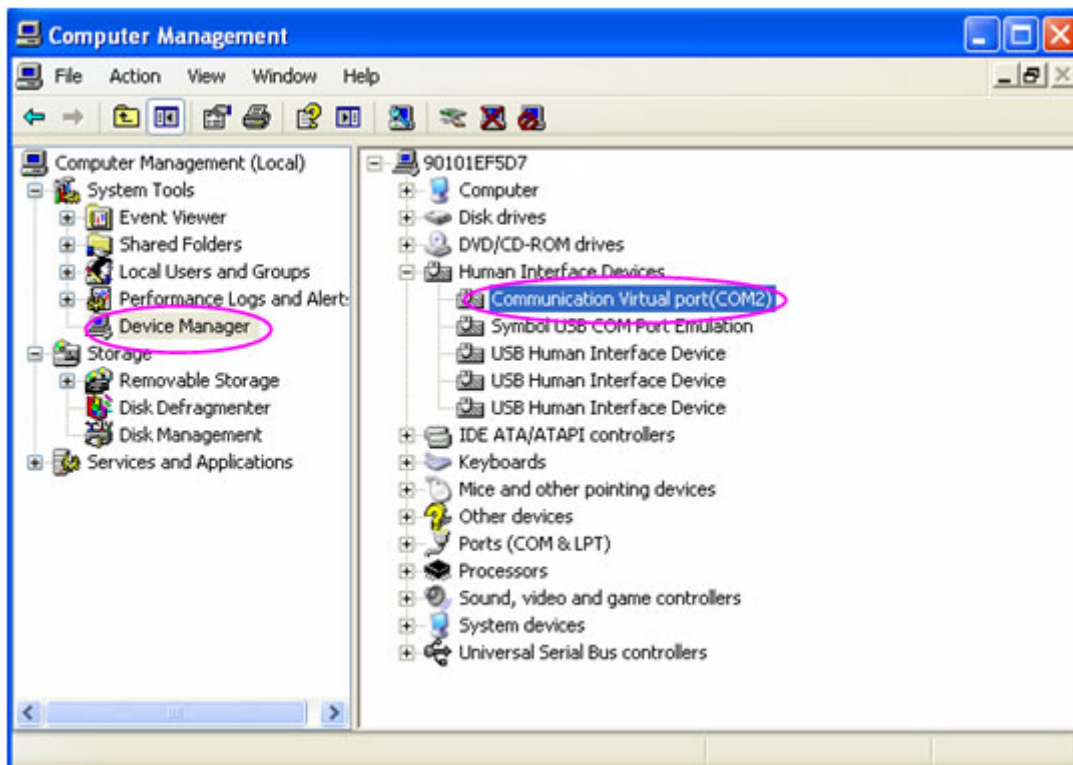 Computer Management
File Action View Window Help
Computer Management (Local)
System Tools
Event Viewer
Shared Folders
Local Users and Groups
Performance Logs and Alert
Device Manager
Storage
Removable Storage
Disk Defragmenter
Disk Management
Services and Applications
90101EF5D7
Computer
Disk drives
DVD/CD-ROM drives
Human Interface Devices
Communication Virtual port(COM2)
Symbol USB COM Port Emulation
USB Human Interface Device
USB Human Interface Device
USB Human Interface Device
IDE ATA/ATAPI controllers
Keyboards
Mice and other pointing devices
Other devices
Ports (COM & LPT)
Processors
Sound, video and game controllers
System devices
Universal Serial Bus controllers